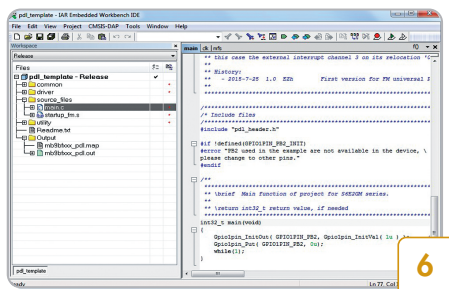 pdl_template - IAR Embedded Workbench IDE
File Edit View Project CMSIS-DAP Tools Window Help
Workspace
Release
Files
pdl_template - Release
common
driver
source_files
main.c
startup_fm.s
utility
Readme.txt
Output
mb9bfxxx_pdl.map
mb9bfxxx_pdl.out
pdl_template
main clk mfs
f0
** this case the external interrupt channel 3 on its relocation
**
** History:
** - 2015-7-25 1.0 EZh First version for FM universal
**
/* Include files
#include "pdl_header.h"
#if !defined(GPIO1PIN_PB2_INIT)
#error "PB2 used in the example are not available in the device, \
please change to other pins."
#endif
/**
** \brief Main function of project for S6E2GM series.
**
** \return int32_t return value, if needed
int32_t main(void)
{
Gpio1pin_InitOut( GPIO1PIN_PB2, Gpio1pin_InitVal( 1u )
Gpio1pin_Put( GPIO1PIN_PB2, 0u);
while(1);
}
Ready
Ln 77, Col
6